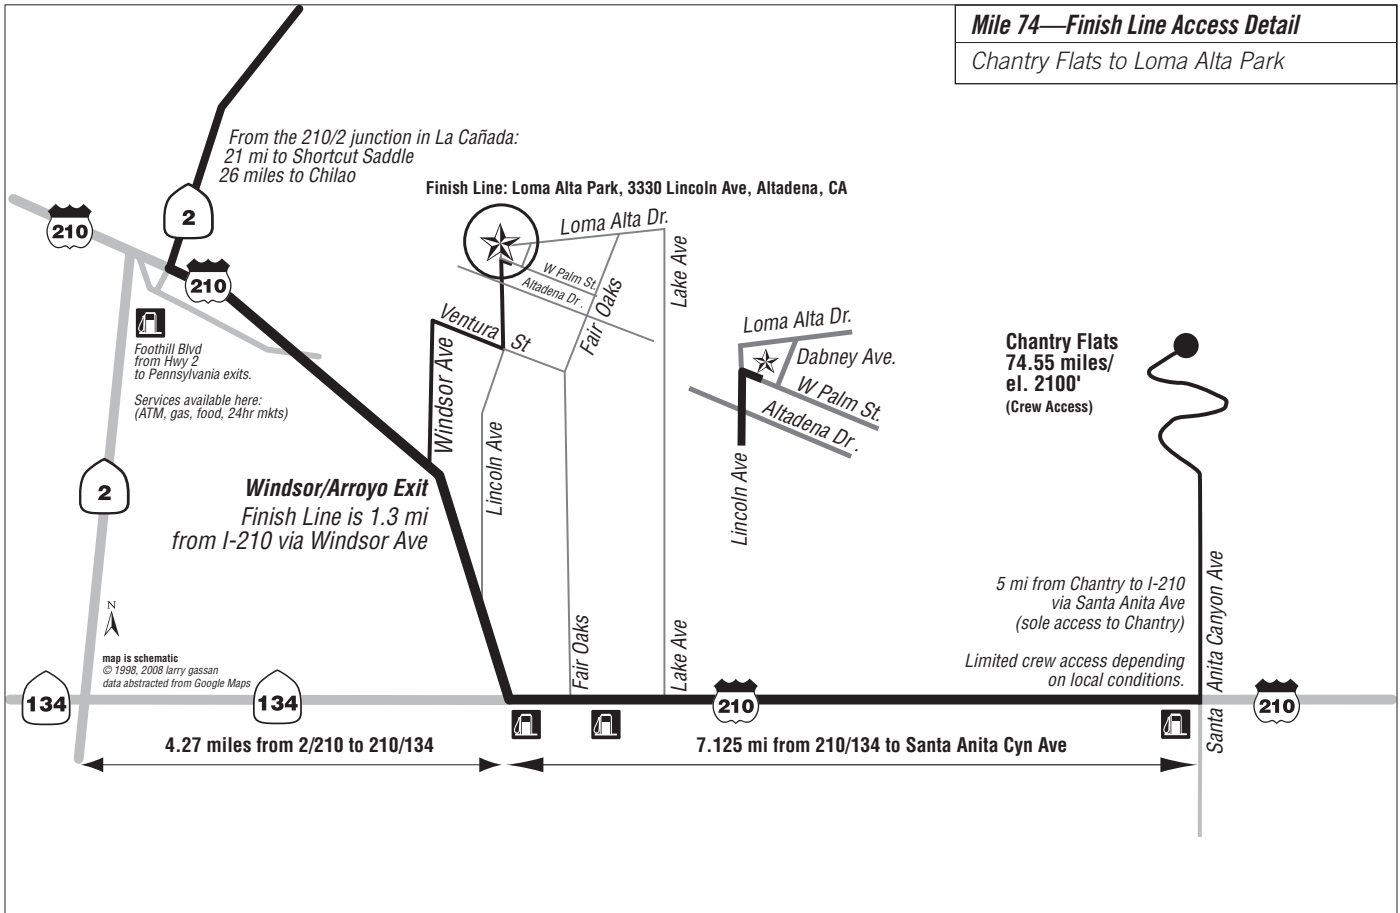 Mile 74—Finish Line Access Detail
Chantry Flats to Loma Alta Park
From the 210/2 junction in La Cañada:
21 mi to Shortcut Saddle
26 miles to Chilao
2
210
210
Finish Line: Loma Alta Park, 3330 Lincoln Ave, Altadena, CA
Loma Alta Dr.
W Palm St.
Altadena Dr .
Fair Oaks
Lake Ave
Ventura St
Windsor Ave
Lincoln Ave
Foothill Blvd
from Hwy 2
to Pennsylvania exits.
Services available here:
(ATM, gas, food, 24hr mkts)
Loma Alta Dr.
Dabney Ave.
W Palm St.
Altadena Dr .
Lincoln Ave
Chantry Flats
74.55 miles/
el. 2100'
(Crew Access)
2
Windsor/Arroyo Exit
Finish Line is 1.3 mi
from I-210 via Windsor Ave
5 mi from Chantry to I-210
via Santa Anita Ave
(sole access to Chantry)
Limited crew access depending
on local conditions.
Santa Anita Canyon Ave
N
map is schematic
© 1998, 2008 larry gassan
data abstracted from Google Maps
Fair Oaks
Lake Ave
134
134
210
210
4.27 miles from 2/210 to 210/134
7.125 mi from 210/134 to Santa Anita Cyn Ave